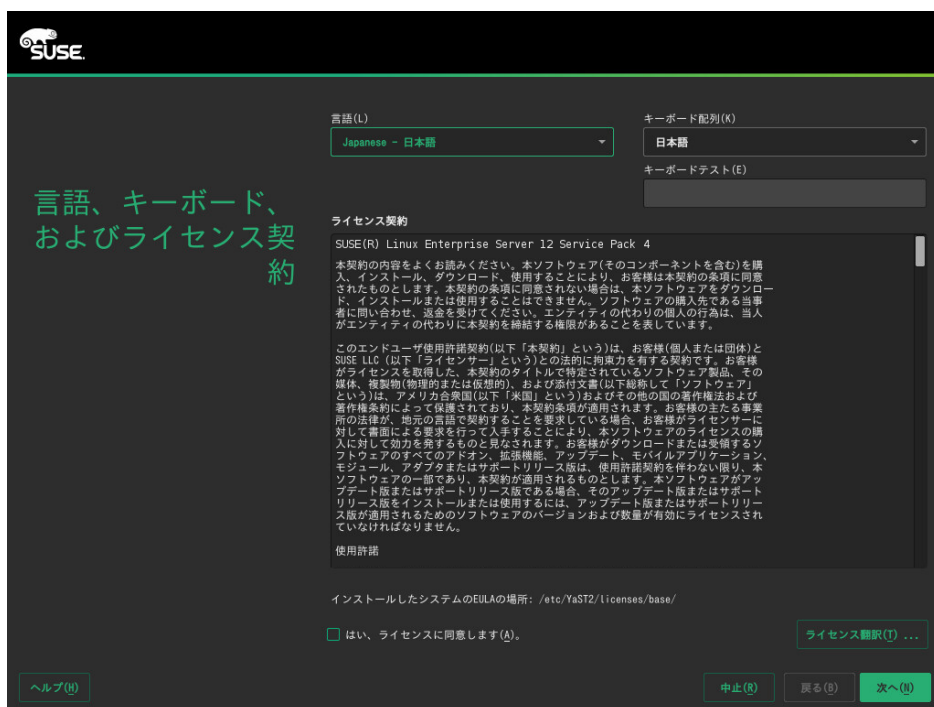 SUSE.
言語、キーボード、
およびライセンス契
約
言語(L)
Japanese - 日本語
キーボード配列(K)
日本語
キーボードテスト(E)
ライセンス契約
SUSE(R) Linux Enterprise Server 12 Service Pack 4
本契約の内容をよくお読みください。本ソフトウェア(そのコンポーネントを含む)を購
入、インストール、ダウンロード、使用することにより、お客様は本契約の条項に同意
されたものとします。本契約の条項に同意されない場合は、本ソフトウェアをダウンロー
ド、インストールまたは使用することはできません。ソフトウェアの購入先である当事
者に問い合わせ、返金を受けてください。エンティティの代わりの個人の行為は、当人
がエンティティの代わりに本契約を締結する権限があることを表しています。
このエンドユーザ使用許諾契約(以下「本契約」という)は、お客様(個人または団体)と
SUSE LLC (以下「ライセンサー」という)との法的に拘束力を有する契約です。お客様
がライセンスを取得した、本契約のタイトルで特定されているソフトウェア製品、その
媒体、複製物(物理的または仮想的)、および添付文書(以下総称して「ソフトウェア」
という)は、アメリカ合衆国(以下「米国」という)およびその他の国の著作権法および
著作権条約によって保護されており、本契約条項が適用されます。お客様の主たる事業
所の法律が、地元の言語で契約することを要求している場合、お客様がライセンサーに
対して書面による要求を行って入手することにより、本ソフトウェアのライセンスの購
入に対して効力を発するものと見なされます。お客様がダウンロードまたは受領するソ
フトウェアのすべてのアドオン、拡張機能、アップデート、モバイルアプリケーション、
モジュール、アダプタまたはサポートリリース版は、使用許諾契約を伴わない限り、本
ソフトウェアの一部であり、本契約が適用されるものとします。本ソフトウェアがアッ
プデート版またはサポートリリース版である場合、そのアップデート版またはサポート
リリース版をインストールまたは使用するには、アップデート版またはサポートリリー
ス版が適用されるためのソフトウェアのバージョンおよび数量が有効にライセンスされ
ていなければなりません。
使用許諾
インストールしたシステムのEULAの場所: /etc/YaST2/licenses/base/
はい、ライセンスに同意します(A)。
ライセンス翻訳(T) ...
ヘルプ(H)
中止(R)
戻る(B)
次へ(N)